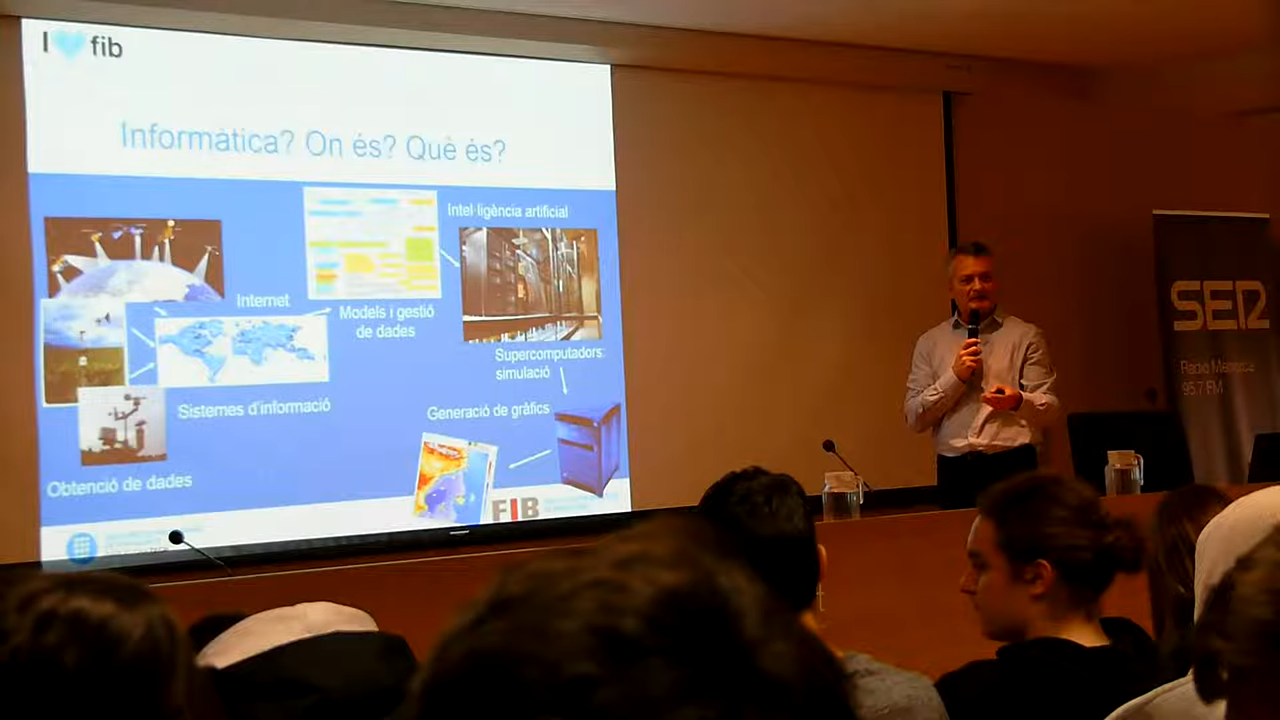 I fib
Informàtica? On és? Què és?
Intel·ligència artificial
Internet
Models i gestió
de dades
Supercomputadors:
simulació
Sistemes d'informació
Generació de gràfics
Obtenció de dades
FIB
SER
Radio Menorca
95.7 FM